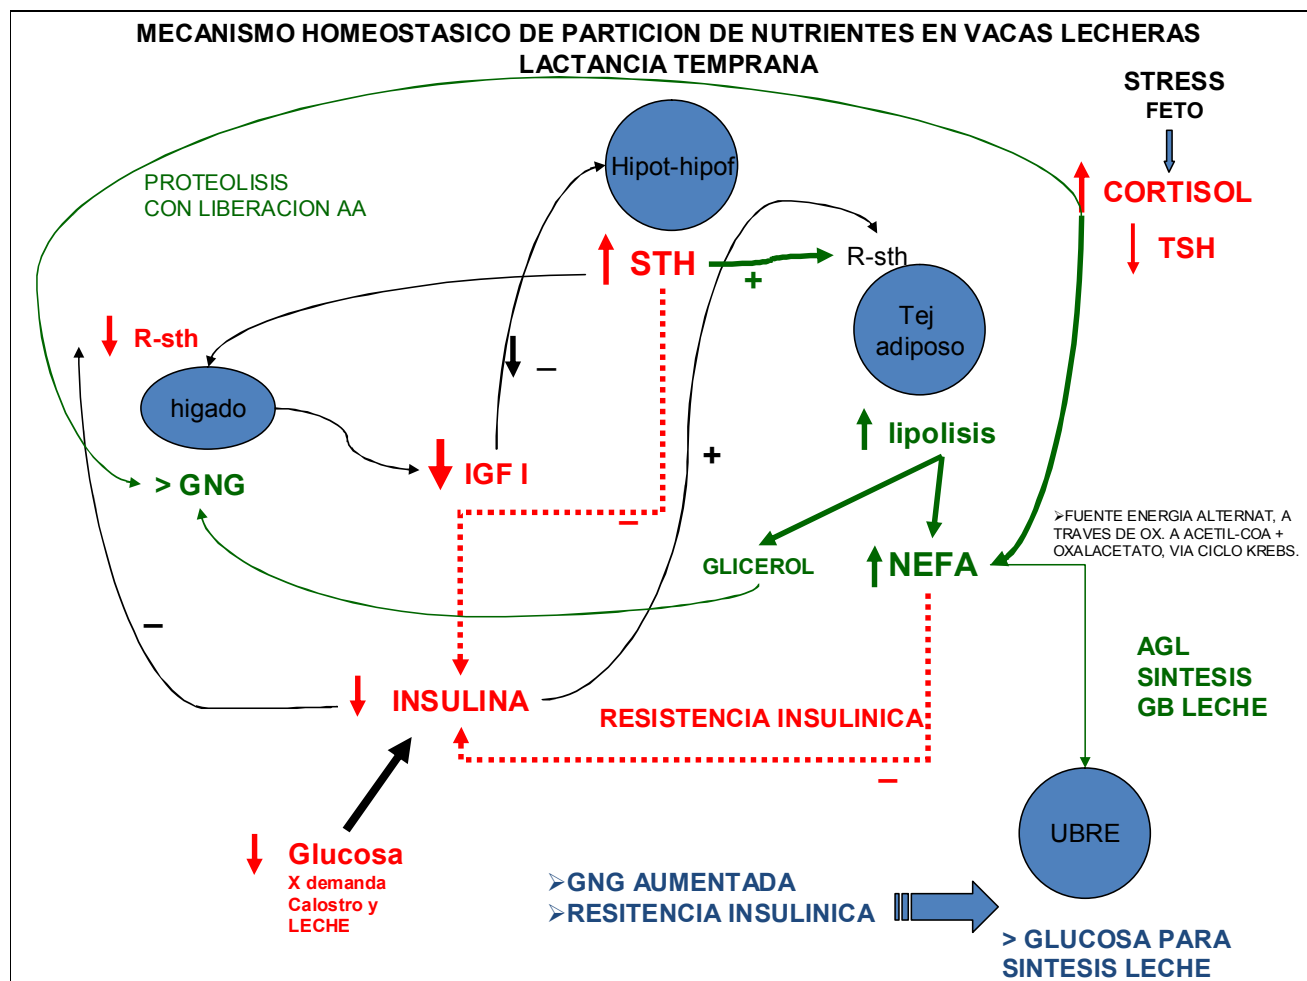 MECANISMO HOMEOSTASICO DE PARTICION DE NUTRIENTES EN VACAS LECHERAS
LACTANCIA TEMPRANA
STRESS
FETO
CORTISOL
TSH
PROTEOLISIS
CON LIBERACION AA
Hipot-hipof
STH
+
R-sth
Tej
adiposo
R-sth
higado
–
> GNG
IGF I
+
lipolisis
–
GLICEROL
NEFA
➢FUENTE ENERGIA ALTERNAT, A
TRAVES DE OX. A ACETIL-COA +
OXALACETATO, VIA CICLO KREBS.
–
INSULINA
RESISTENCIA INSULINICA
–
AGL
SINTESIS
GB LECHE
UBRE
Glucosa
X demanda
Calostro y
LECHE
➢GNG AUMENTADA
➢RESITENCIA INSULINICA
> GLUCOSA PARA
SINTESIS LECHE